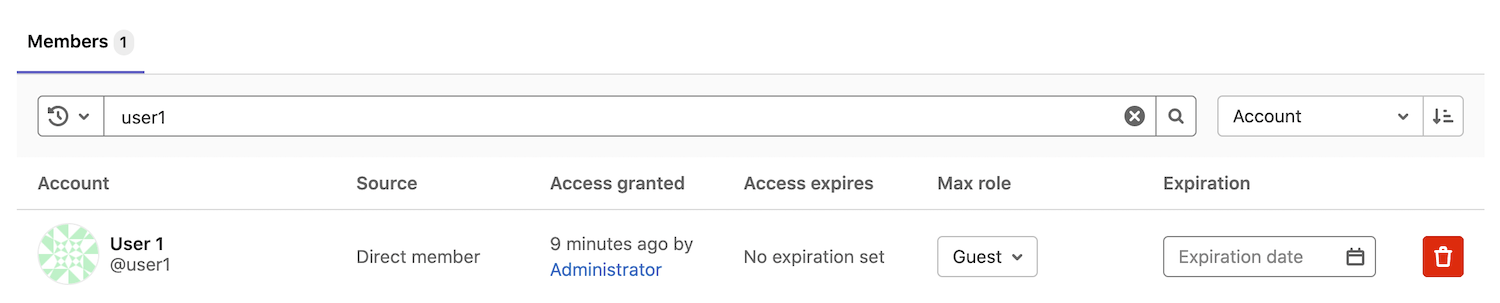 Members 1
user1
Account
Account Source Access granted Access expires Max role Expiration
User 1
@user1
Direct member
9 minutes ago by
Administrator
No expiration set
Guest
Expiration date